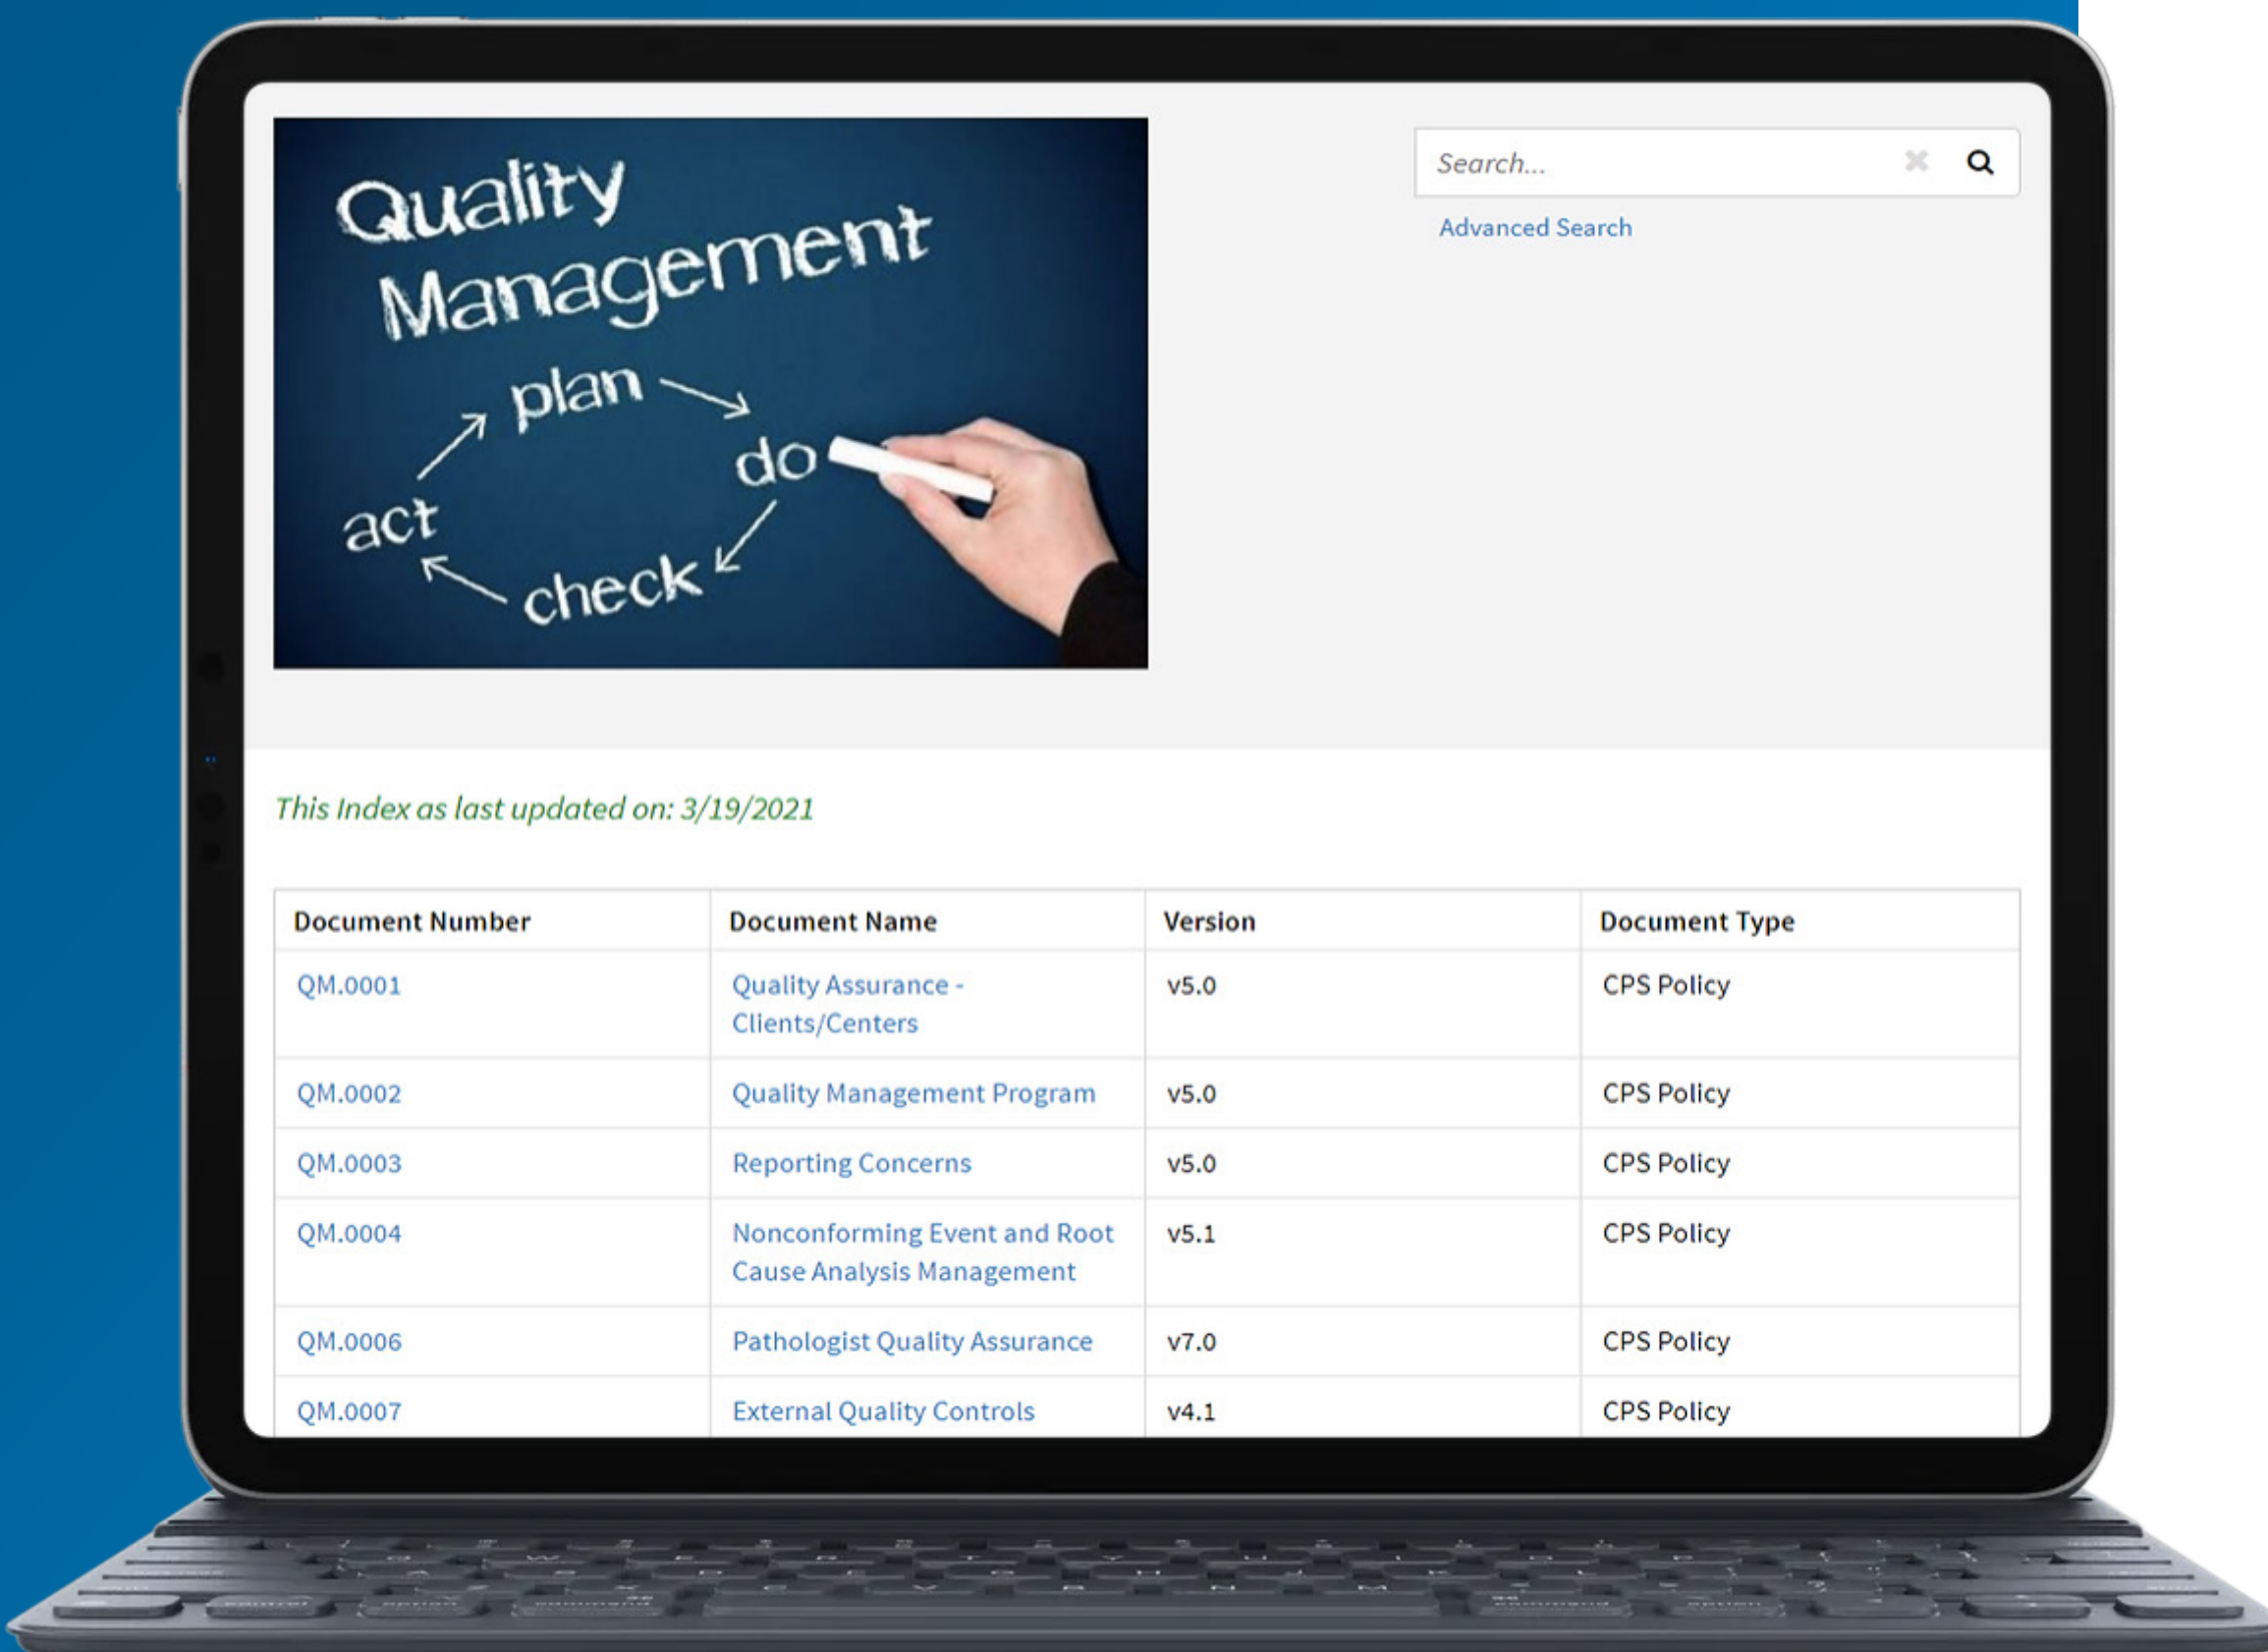 Quality
Management
plan
do
act
check
Search...
Advanced Search
This Index as last updated on: 3/19/2021
Document Number Document Name Version Document Type
QM.0001 Quality Assurance - v5.0 CPS Policy
Clients/Centers
QM.0002 Quality Management Program v5.0 CPS Policy
QM.0003 Reporting Concerns v5.0 CPS Policy
QM.0004 Nonconforming Event and Root v5.1 CPS Policy
Cause Analysis Management
QM.0006 Pathologist Quality Assurance v7.0 CPS Policy
QM.0007 External Quality Controls v4.1 CPS Policy